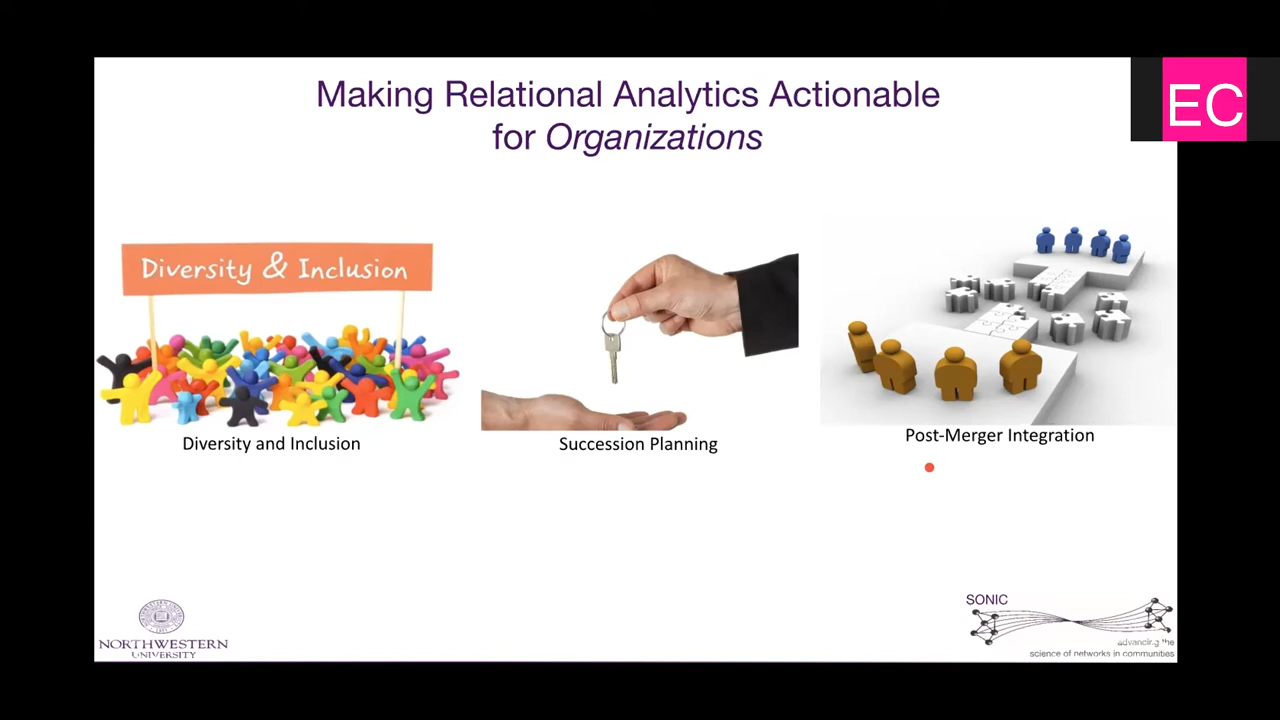 Making Relational Analytics Actionable
for Organizations
EC
Diversity & Inclusion
Diversity and Inclusion
Succession Planning
Post-Merger Integration
NORTHWESTERN
UNIVERSITY
SONIC
advancing the
science of networks in communities